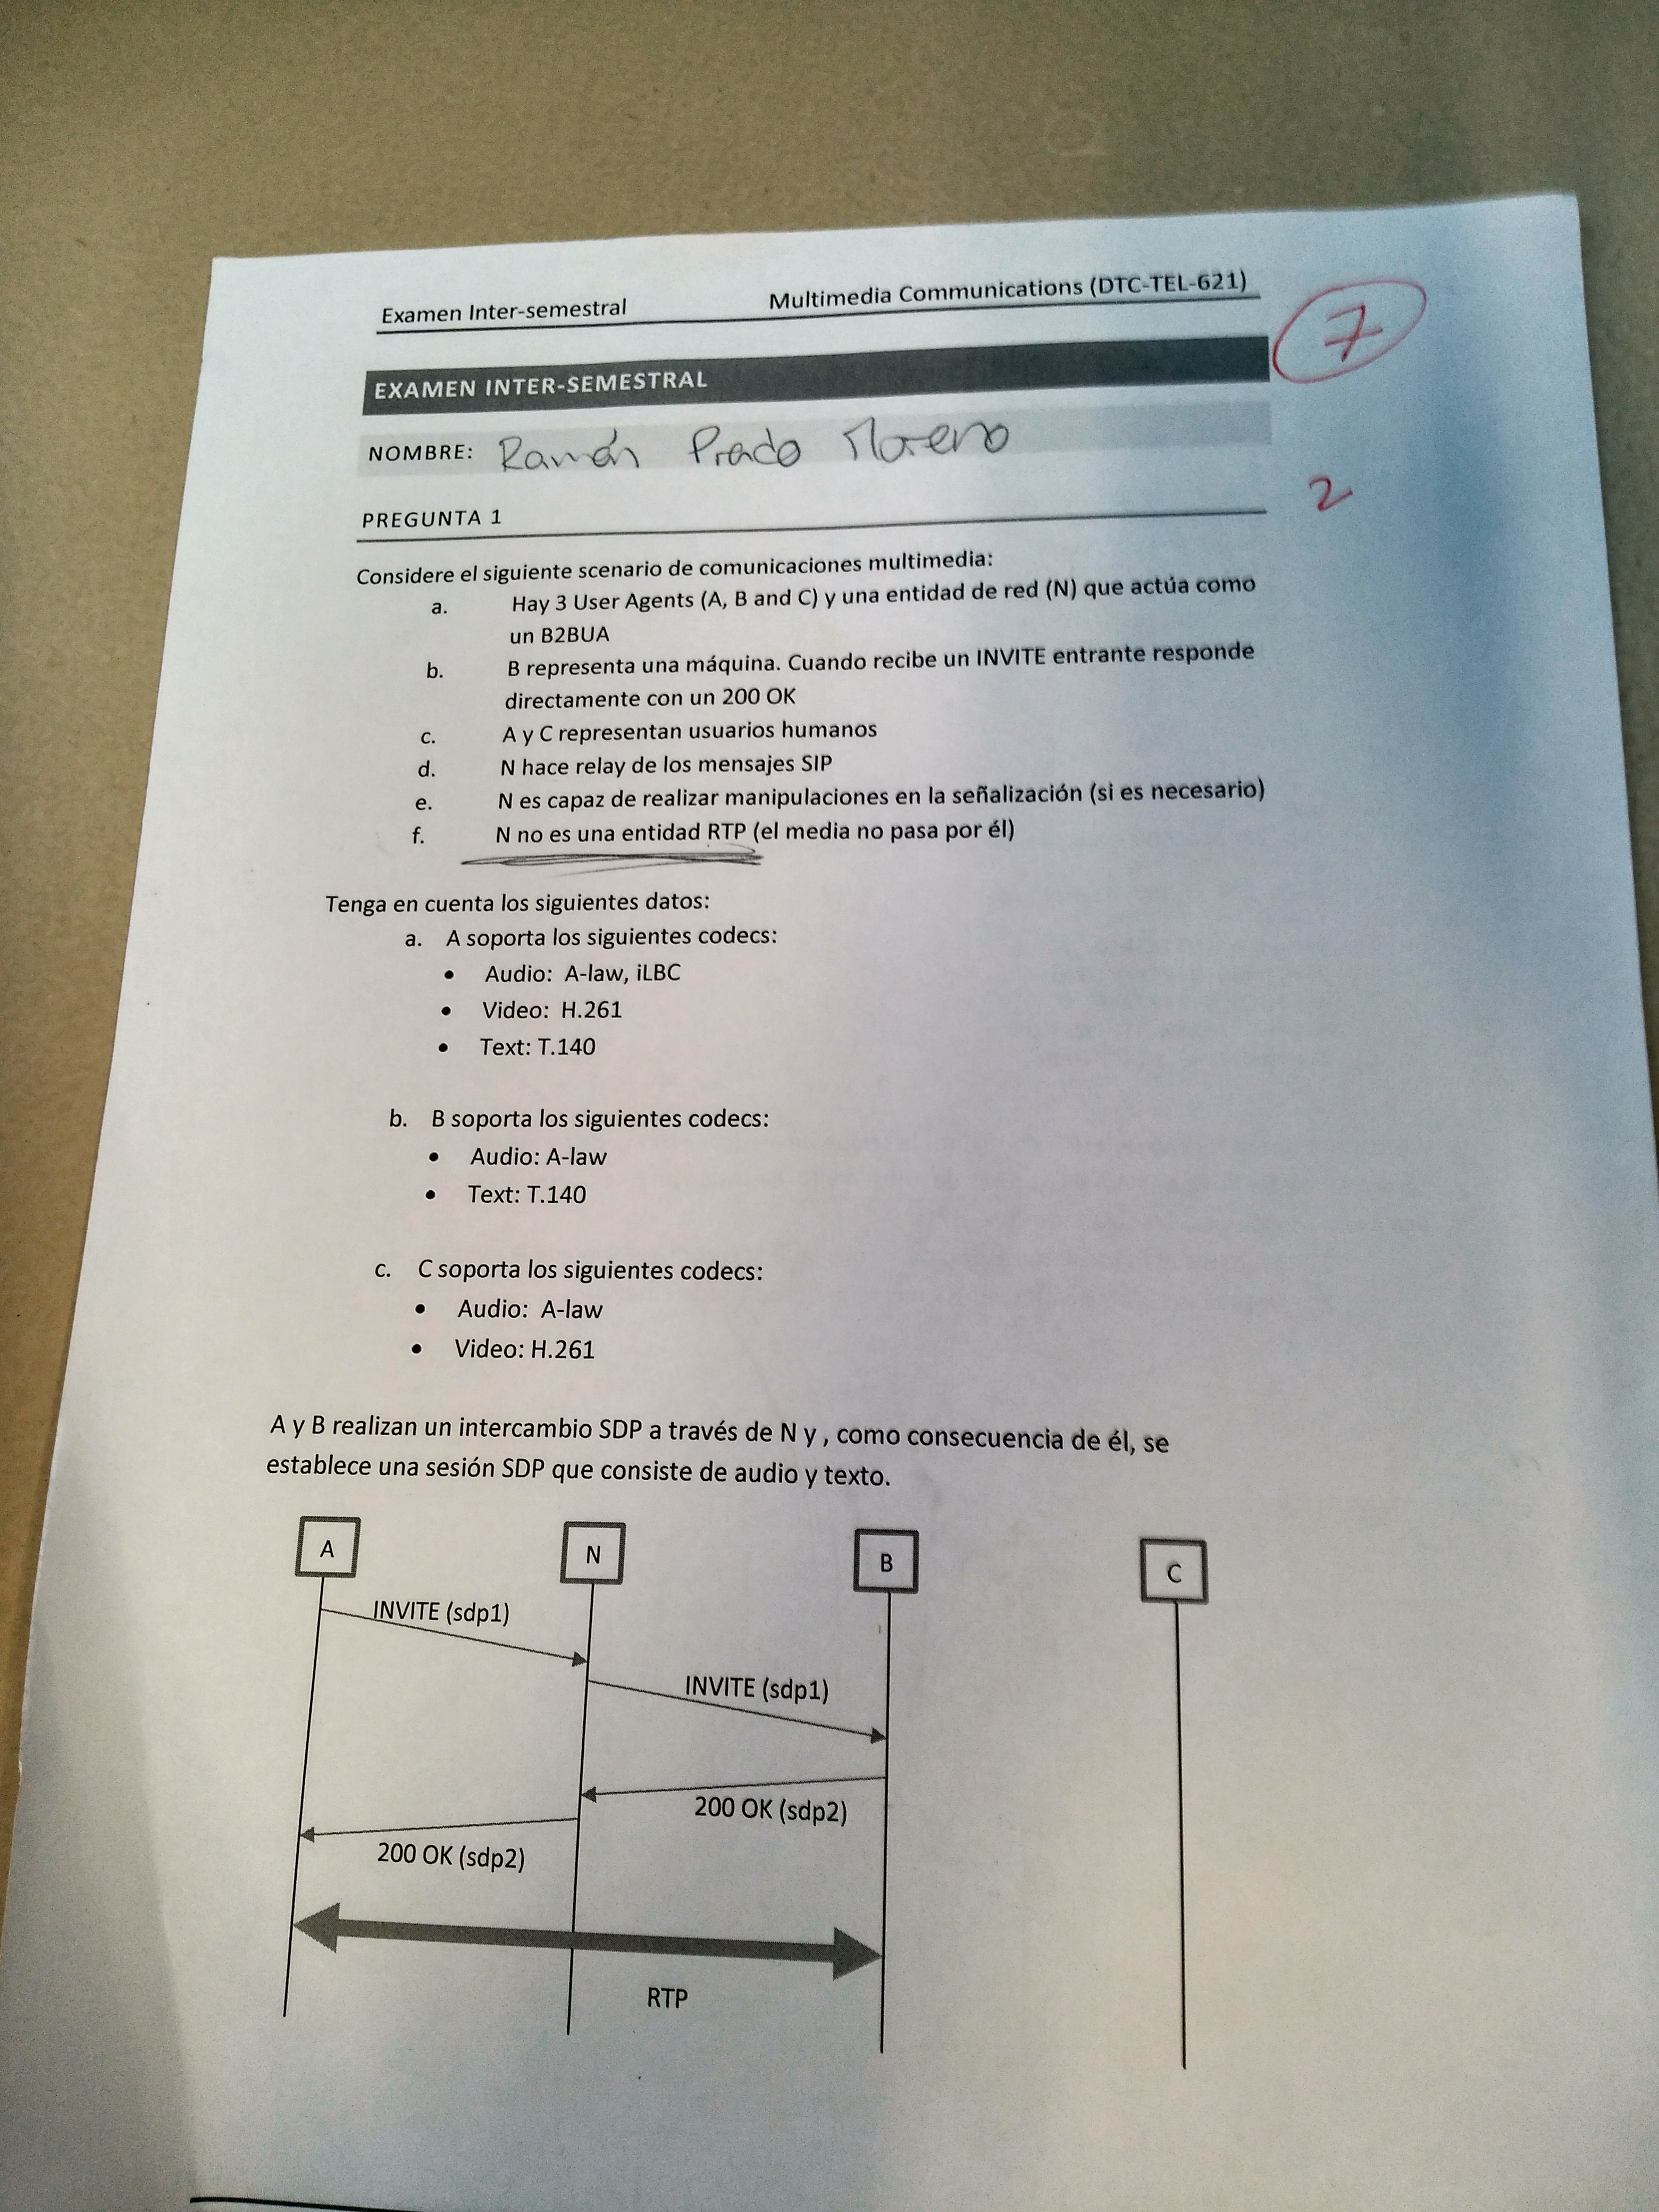 Examen Inter-semestral Multimedia Communications (DTC-TEL-621)
7
EXAMEN INTER-SEMESTRAL
NOMBRE: Ramón Prado Moreno
2
PREGUNTA 1
Considere el siguiente scenario de comunicaciones multimedia:
a. Hay 3 User Agents (A, B and C) y una entidad de red (N) que actúa como
un B2BUA
b. B representa una máquina. Cuando recibe un INVITE entrante responde
directamente con un 200 OK
c. A y C representan usuarios humanos
d. N hace relay de los mensajes SIP
e. N es capaz de realizar manipulaciones en la señalización (si es necesario)
f. N no es una entidad RTP (el media no pasa por él)
Tenga en cuenta los siguientes datos:
a. A soporta los siguientes codecs:
• Audio: A-law, iLBC
• Video: H.261
• Text: T.140
b. B soporta los siguientes codecs:
• Audio: A-law
• Text: T.140
c. C soporta los siguientes codecs:
• Audio: A-law
• Video: H.261
A y B realizan un intercambio SDP a través de N y , como consecuencia de él, se
establece una sesión SDP que consiste de audio y texto.
A N B C
INVITE (sdp1)
INVITE (sdp1)
200 OK (sdp2)
200 OK (sdp2)
RTP